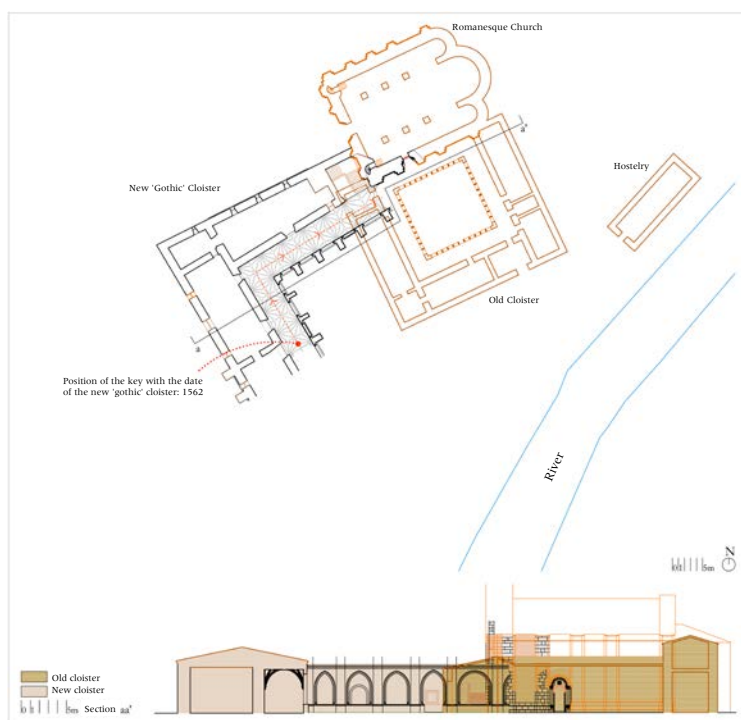 Romanesque Church
a'
Hostelry
New 'Gothic' Cloister
Old Cloister
a
Position of the key with the date
of the new 'gothic' cloister: 1562
River
N
5m
Old cloister
New cloister
5m Section aa'